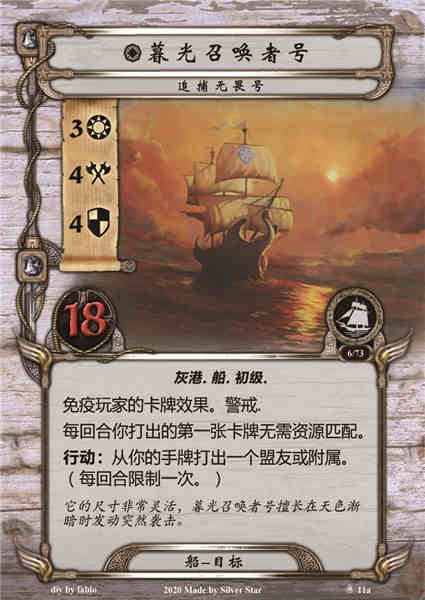 暮光召唤者号
追捕无畏号
3
4
4
18
6/73
灰港. 船. 初级.
免疫玩家的卡牌效果。警戒.
每回合你打出的第一张卡牌无需资源匹配。
行动：从你的手牌打出一个盟友或附属。
（每回合限制一次。）
它的尺寸非常灵活，暮光召唤者号擅长在天色渐
暗时发动突然袭击。
船–目标
diy by fabio
2020 Made by Silver Star
11a